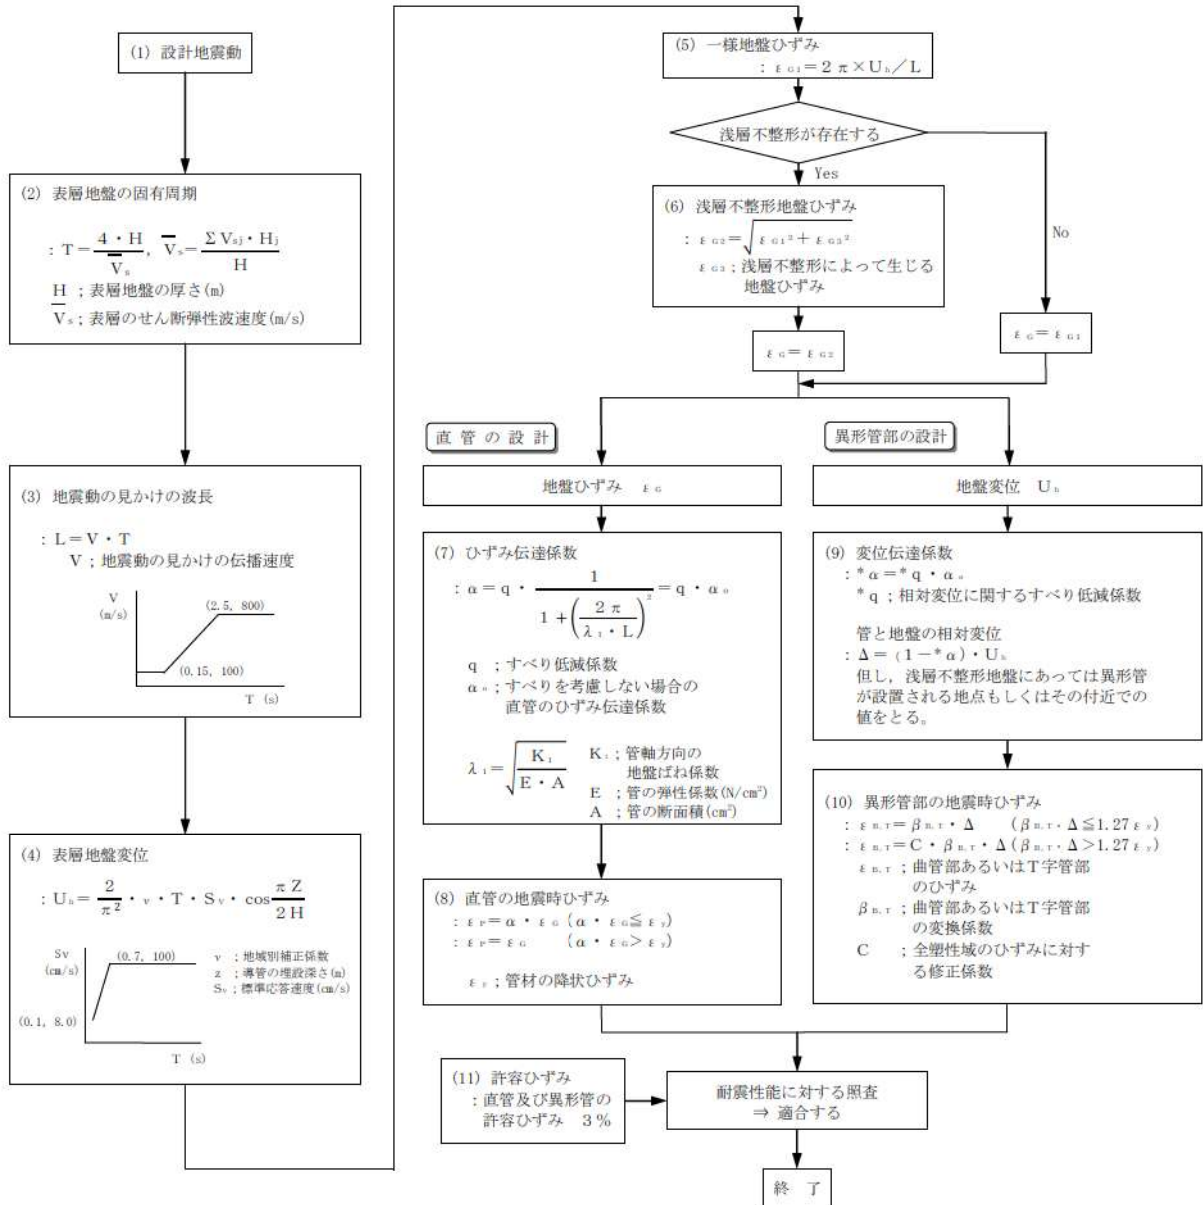 (1) 設計地震動
(2) 表層地盤の固有周期
: T＝4・H／V̄s, V̄s＝ΣVsj・Hj／H
H ；表層地盤の厚さ(m)
V̄s；表層のせん断弾性波速度(m/s)
(3) 地震動の見かけの波長
: L＝V・T
V；地震動の見かけの伝播速度
V
(m/s)
(2.5, 800)
(0.15, 100)
T (s)
(4) 表層地盤変位
: Uh＝2／π²・ν・T・Sv・cos πZ／2H
Sv
(cm/s)
(0.7, 100)
(0.1, 8.0)
T (s)
ν ；地域別補正係数
z ；導管の埋設深さ(m)
Sv；標準応答速度(cm/s)
(5) 一様地盤ひずみ
: εG1＝2π×Uh／L
浅層不整形が存在する
Yes
No
(6) 浅層不整形地盤ひずみ
: εG2＝√εG1²＋εG3²
εG3；浅層不整形によって生じる
地盤ひずみ
εG＝εG2
εG＝εG1
直管の設計
地盤ひずみ εG
(7) ひずみ伝達係数
: α＝q・1／1＋(2π／λ1・L)²＝q・αo
q ；すべり低減係数
αo；すべりを考慮しない場合の
直管のひずみ伝達係数
λ1＝√K1／E・A
K1；管軸方向の
地盤ばね係数
E ；管の弾性係数(N/cm²)
A ；管の断面積(cm²)
(8) 直管の地震時ひずみ
: εP＝α・εG (α・εG≦εy)
: εP＝εG (α・εG＞εy)
εy；管材の降状ひずみ
異形管部の設計
地盤変位 Uh
(9) 変位伝達係数
: *α＝*q・αo
*q；相対変位に関するすべり低減係数
管と地盤の相対変位
: Δ＝(1−*α)・Uh
但し，浅層不整形地盤にあっては異形管
が設置される地点もしくはその付近での
値をとる。
(10) 異形管部の地震時ひずみ
: εB,T＝βB,T・Δ (βB,T・Δ≦1.27εy)
: εB,T＝C・βB,T・Δ (βB,T・Δ＞1.27εy)
εB,T；曲管部あるいはＴ字管部
のひずみ
βB,T；曲管部あるいはＴ字管部
の変換係数
C ；全塑性域のひずみに対す
る修正係数
(11) 許容ひずみ
：直管及び異形管の
許容ひずみ 3％
耐震性能に対する照査
⇒ 適合する
終 了